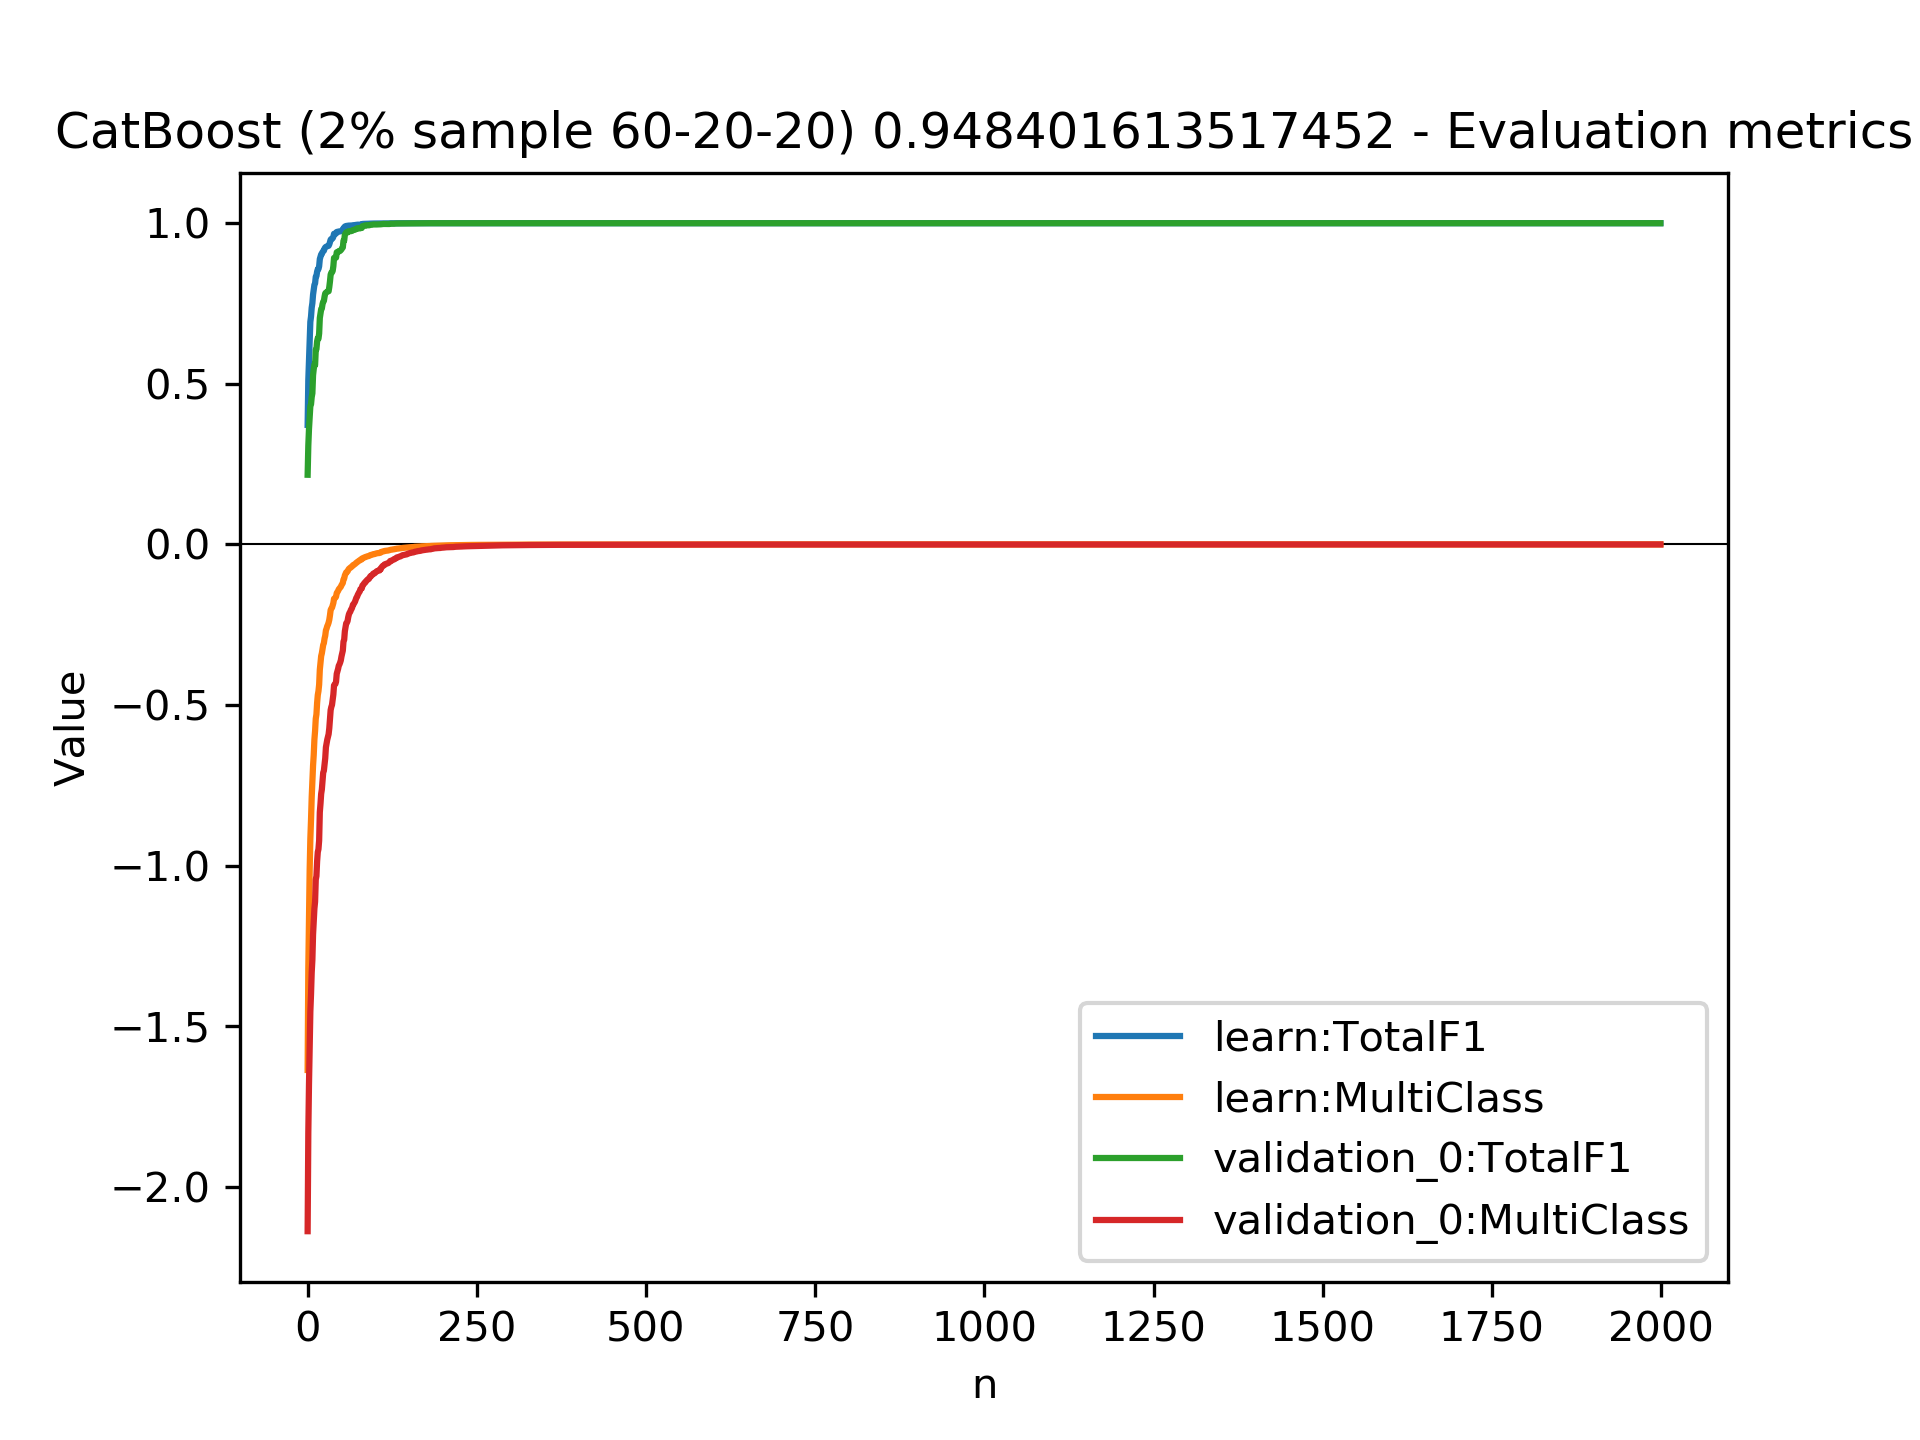 CatBoost (2% sample 60-20-20) 0.948401613517452 - Evaluation metrics
1.0
0.5
0.0
−0.5
−1.0
−1.5
−2.0
Value
learn:TotalF1
learn:MultiClass
validation_0:TotalF1
validation_0:MultiClass
0 250 500 750 1000 1250 1500 1750 2000
n